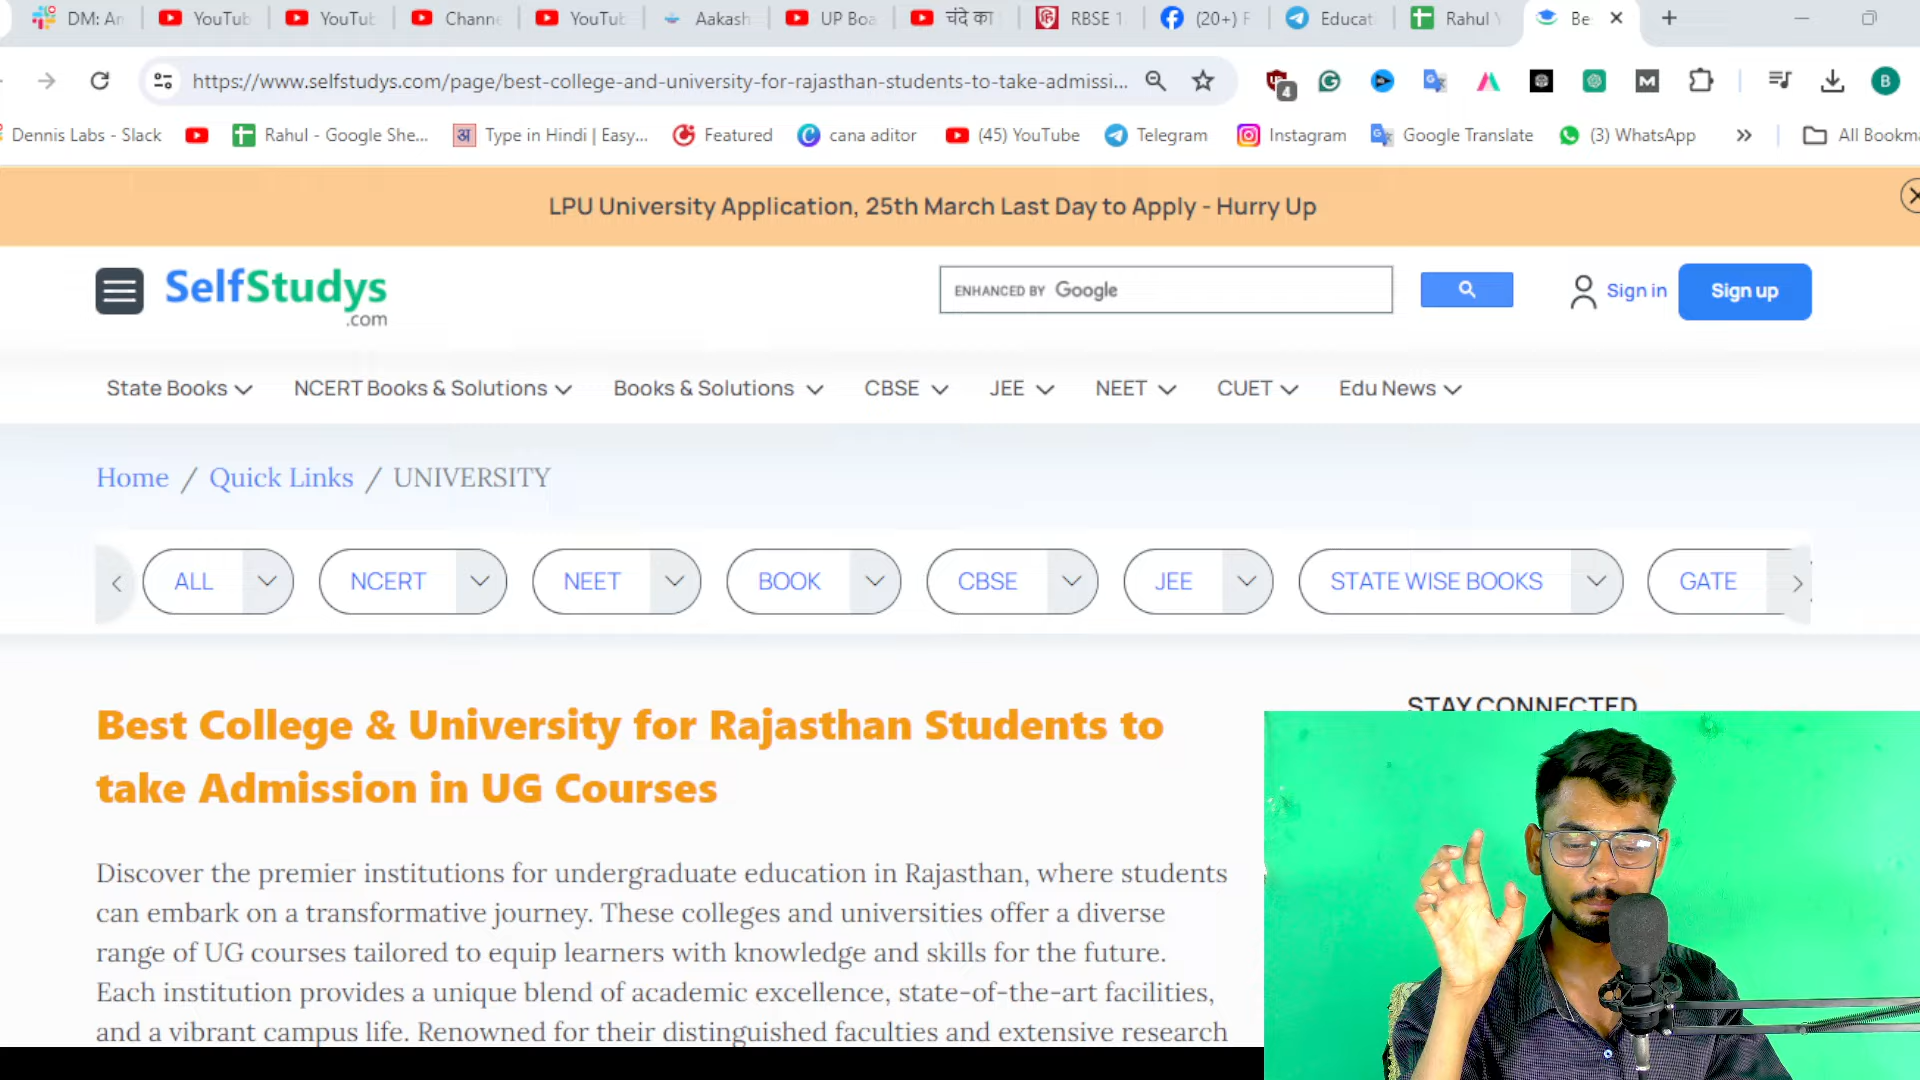 DM: An
YouTub
YouTub
Channe
YouTub
Aakash
UP Boa
चंदे का
RBSE 1
(20+) F
Educat
Rahul Y
Be
https://www.selfstudys.com/page/best-college-and-university-for-rajasthan-students-to-take-admissi...
4
B
Dennis Labs - Slack
Rahul - Google She...
अ
Type in Hindi | Easy...
Featured
cana aditor
(45) YouTube
Telegram
Instagram
Google Translate
(3) WhatsApp
All Bookma
LPU University Application, 25th March Last Day to Apply - Hurry Up
SelfStudys
.com
ENHANCED BY Google
Sign in
Sign up
State Books
NCERT Books & Solutions
Books & Solutions
CBSE
JEE
NEET
CUET
Edu News
Home / Quick Links / UNIVERSITY
ALL
NCERT
NEET
BOOK
CBSE
JEE
STATE WISE BOOKS
GATE
Best College & University for Rajasthan Students to
take Admission in UG Courses
STAY CONNECTED
Discover the premier institutions for undergraduate education in Rajasthan, where students
can embark on a transformative journey. These colleges and universities offer a diverse
range of UG courses tailored to equip learners with knowledge and skills for the future.
Each institution provides a unique blend of academic excellence, state-of-the-art facilities,
and a vibrant campus life. Renowned for their distinguished faculties and extensive research